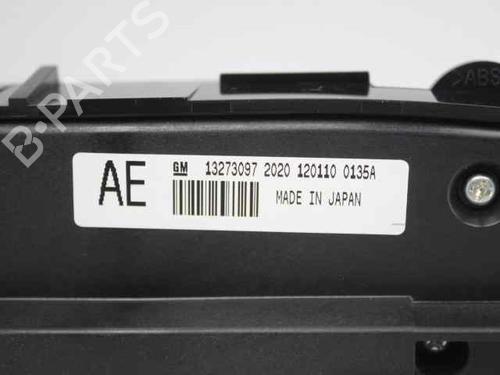 B-PARTS
>ABS
AE
GM 13273097 2020 120110 0135A
MADE IN JAPAN